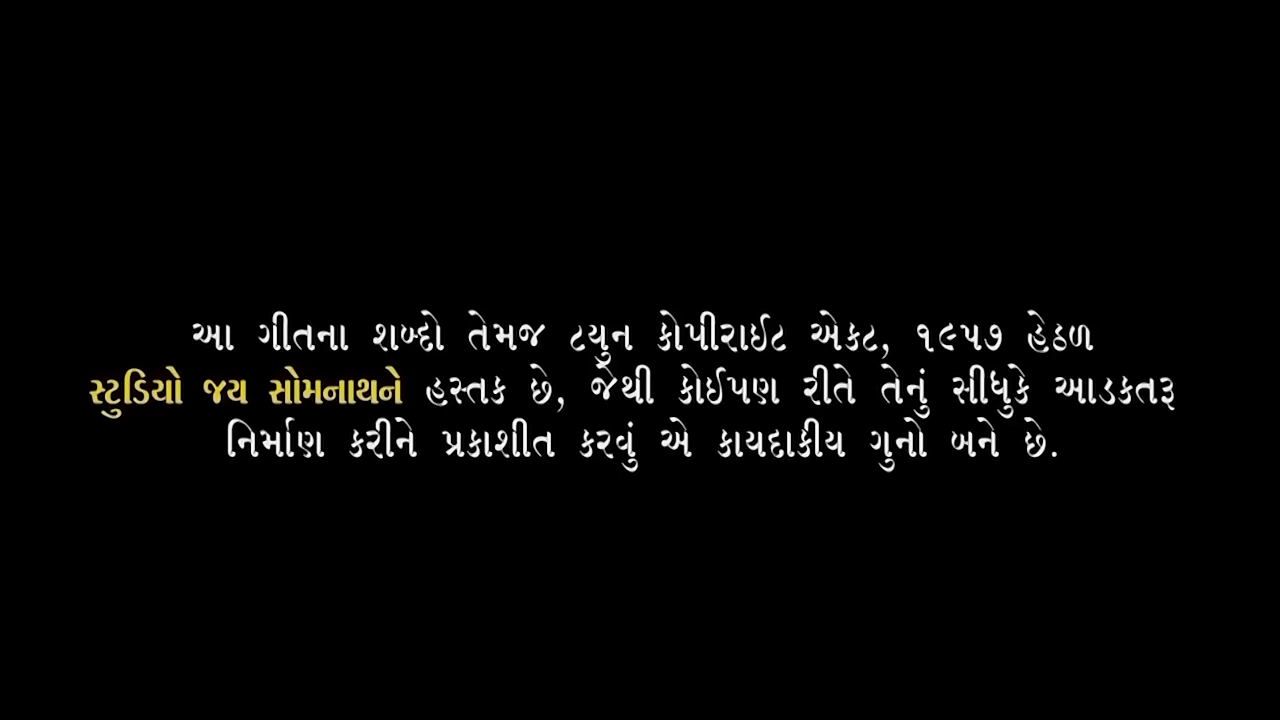 આ ગીતના શબ્દો તેમજ ટયુન કોપીરાઈટ એકટ, ૧૯૫૭ હેઠળ
સ્ટુડિયો જય સોમનાથને હસ્તક છે, જેથી કોઈપણ રીતે તેનું સીધુકે આડકતરૂ
નિર્માણ કરીને પ્રકાશીત કરવું એ કાયદાકીય ગુનો બને છે.